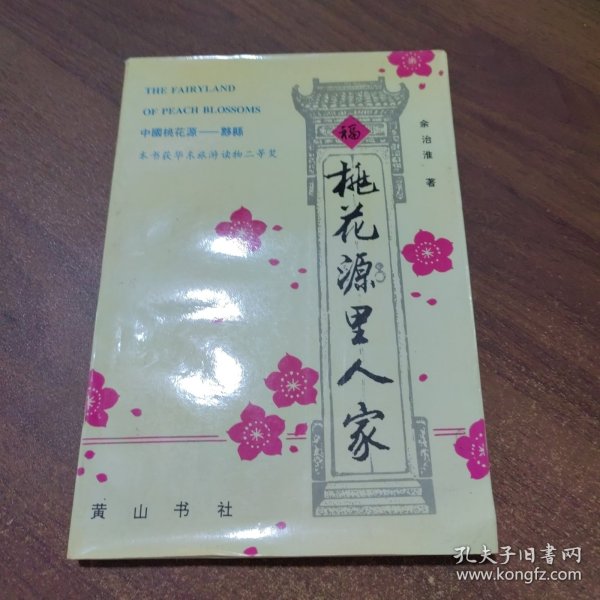 THE FAIRYLAND
OF PEACH BLOSSOMS
中國桃花源——黟縣
本书获华东旅游读物二等奖
福
桃花源里人家
余治淮 著
黄山书社
孔夫子旧書网
www.kongfz.com